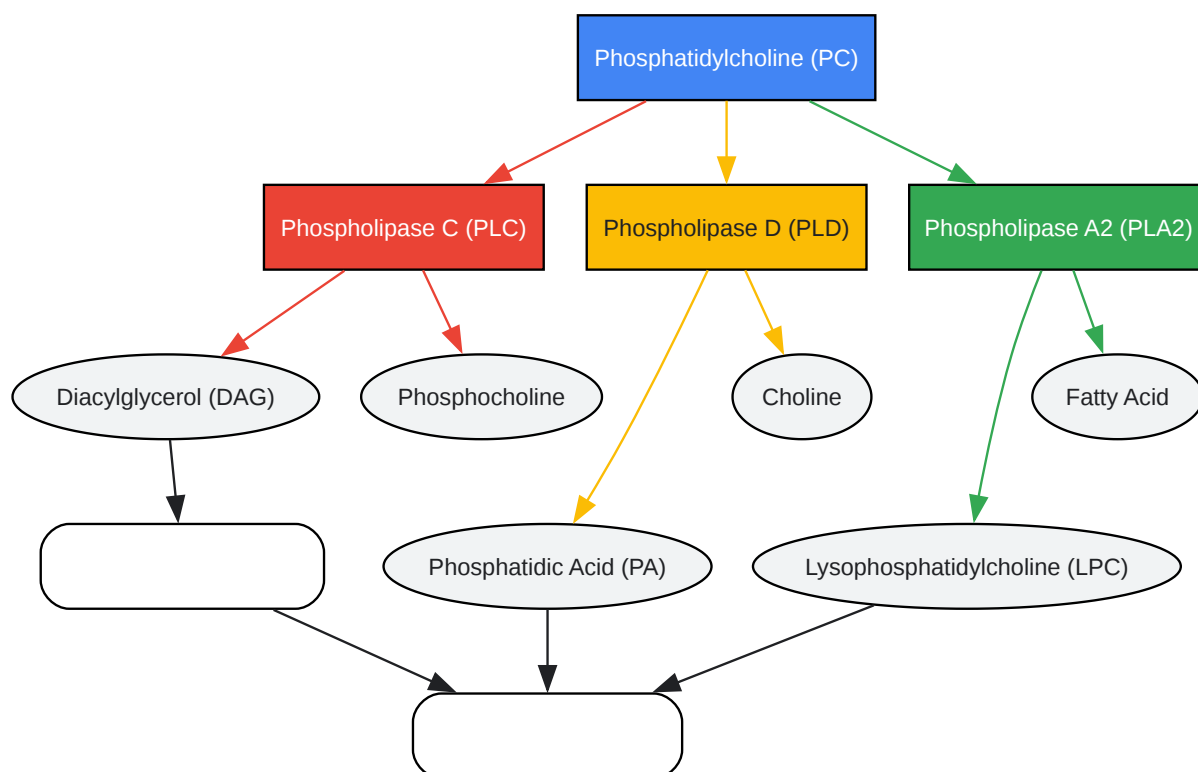 Phosphatidylcholine (PC)
Phospholipase C (PLC)
Phospholipase D (PLD)
Phospholipase A2 (PLA2)
Diacylglycerol (DAG)
Phosphocholine
Choline
Fatty Acid
Phosphatidic Acid (PA)
Lysophosphatidylcholine (LPC)